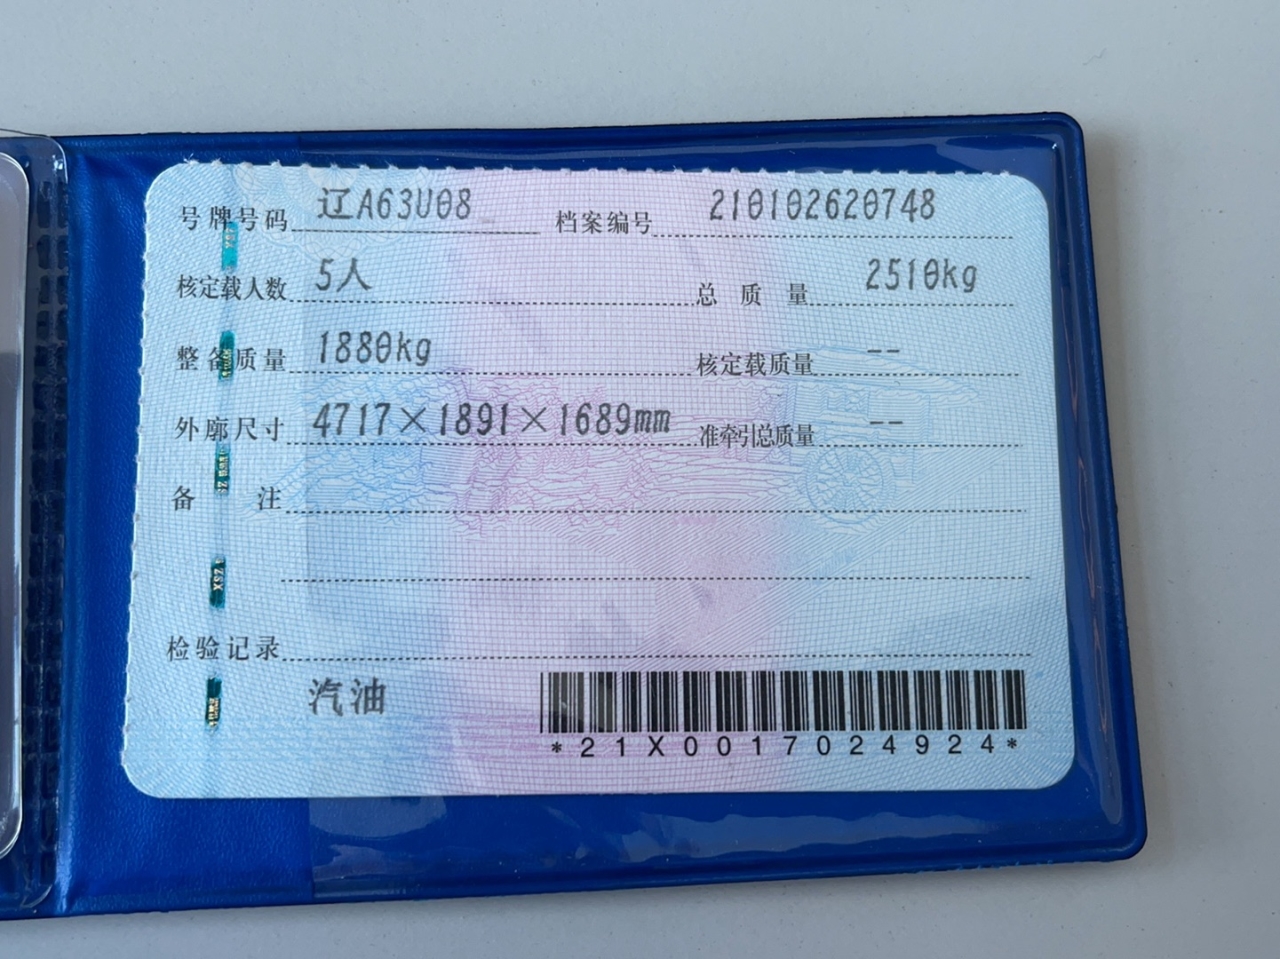 号牌号码 辽A63U08 档案编号 210102620748
核定载人数 5人 总质量 2510kg
整备质量 1880kg 核定载质量 --
外廓尺寸 4717×1891×1689mm 准牵引总质量 --
备注
检验记录
汽油
*21X0017024924*